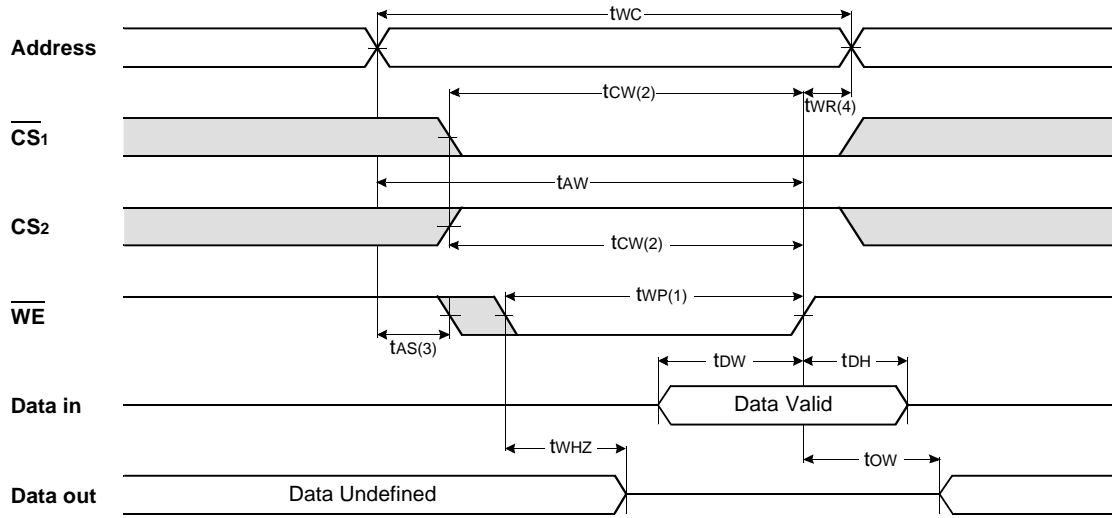 tWC
Address
tCW(2)
tWR(4)
CS1
tAW
CS2
tCW(2)
tWP(1)
WE
tAS(3)
tDW
tDH
Data in
Data Valid
tWHZ
tOW
Data out
Data Undefined